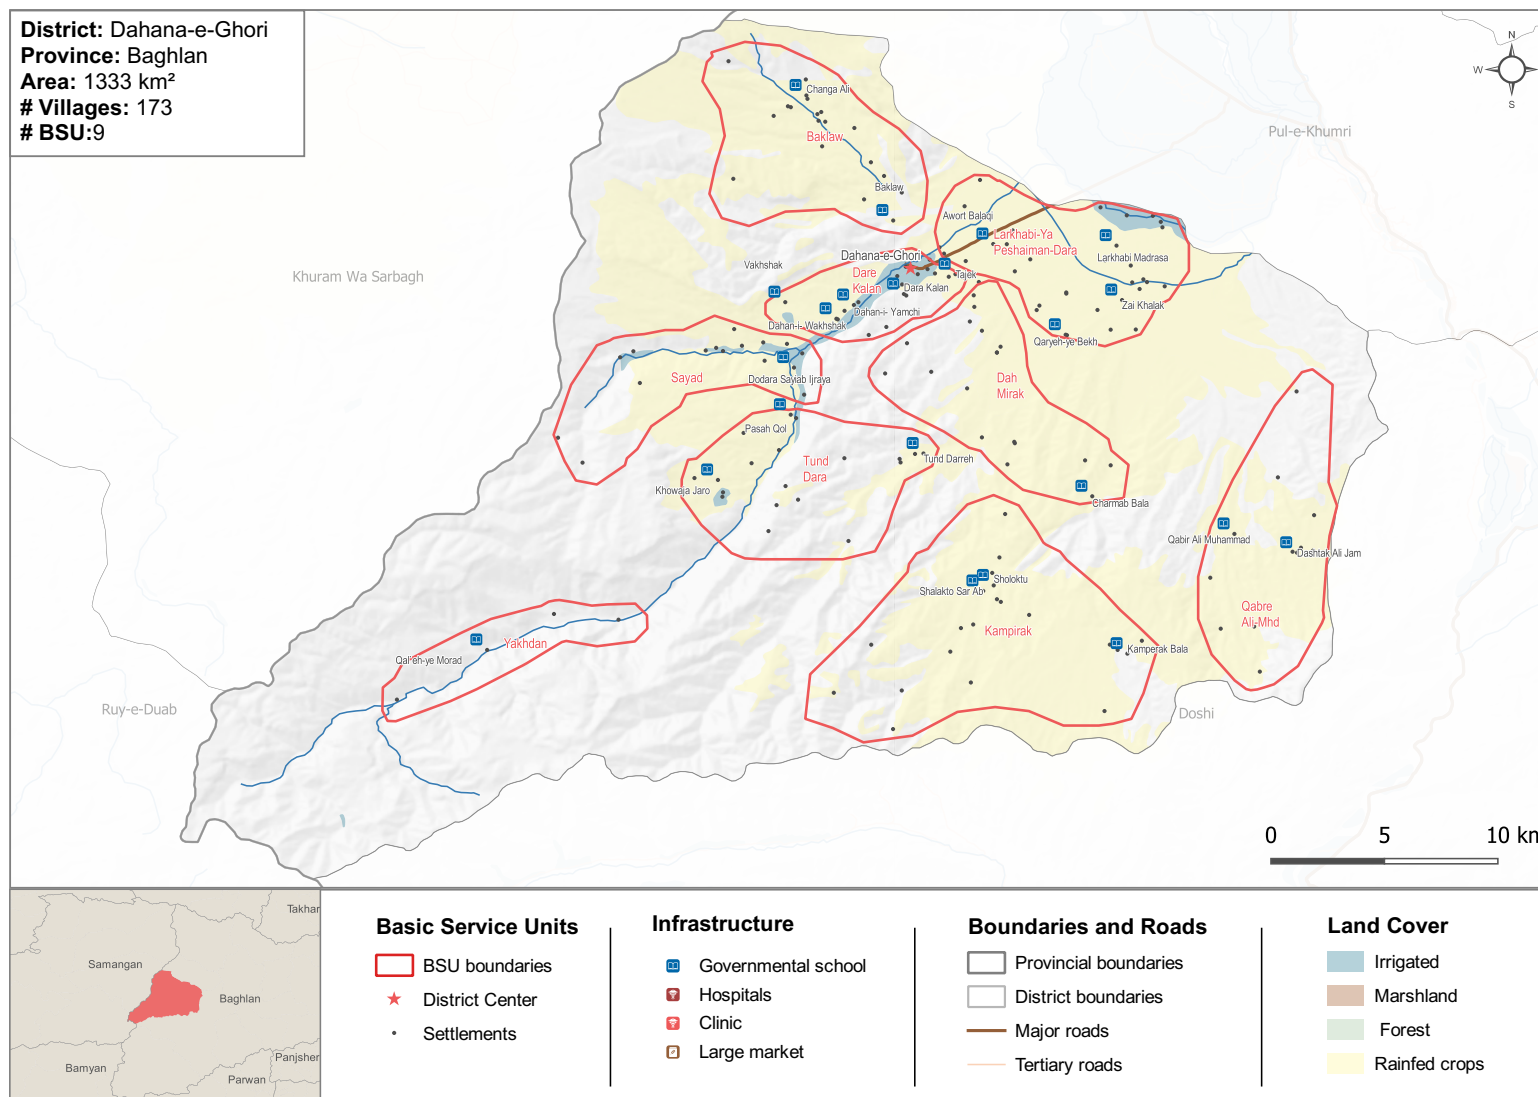 District: Dahana-e-Ghori
Province: Baghlan
Area: 1333 km²
# Villages: 173
# BSU:9
N
W
S
Pul-e-Khumri
Changa Ali
Baklaw
Baklaw
Awort Balaqi
Larkhabi-Ya
Peshaiman-Dara
Larkhabi Madrasa
Dahana-e-Ghori
Vakhshak
Dare
Kalan
Tajek
Dara Kalan
Zai Khalak
Dahan-i- Yamchi
Dahan-i- Wakhshak
Qaryeh-ye Bekh
Khuram Wa Sarbagh
Sayad
Dodara Sayiab Ijraya
Dah
Mirak
Pasah Qol
Tund
Dara
Tund Darreh
Khowaja Jaro
Charmab Bala
Qabir Ali Muhammad
Dashtak Ali Jam
Sholoktu
Shalakto Sar Ab
Qabre
Ali-Mhd
Kampirak
Kamperak Bala
Yakhdan
Qal'eh-ye Morad
Ruy-e-Duab
Doshi
0 5 10 km
Takhar
Samangan
Baghlan
Bamyan
Panjsher
Parwan
Basic Service Units
BSU boundaries
District Center
Settlements
Infrastructure
Governmental school
Hospitals
Clinic
Large market
Boundaries and Roads
Provincial boundaries
District boundaries
Major roads
Tertiary roads
Land Cover
Irrigated
Marshland
Forest
Rainfed crops